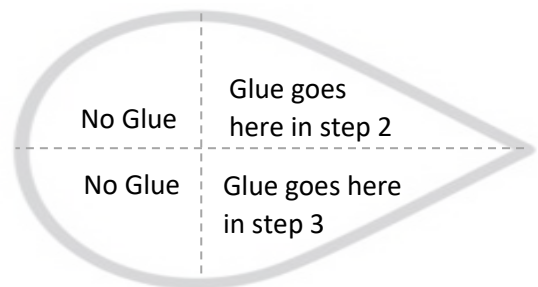 No Glue
Glue goes
here in step 2
No Glue
Glue goes here
in step 3